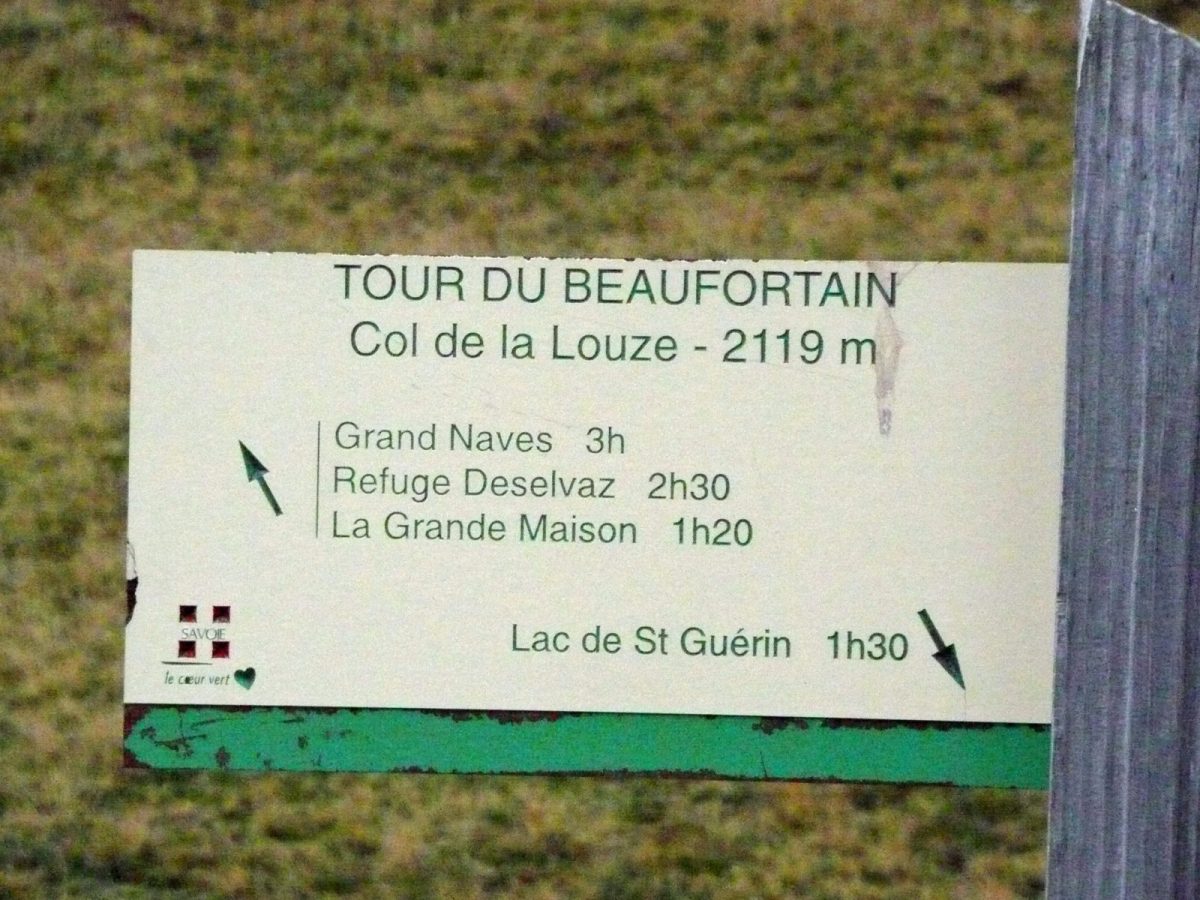 TOUR DU BEAUFORTAIN
Col de la Louze - 2119 m
Grand Naves 3h
Refuge Deselvaz 2h30
La Grande Maison 1h20
Lac de St Guérin 1h30
SAVOIE
le cœur vert